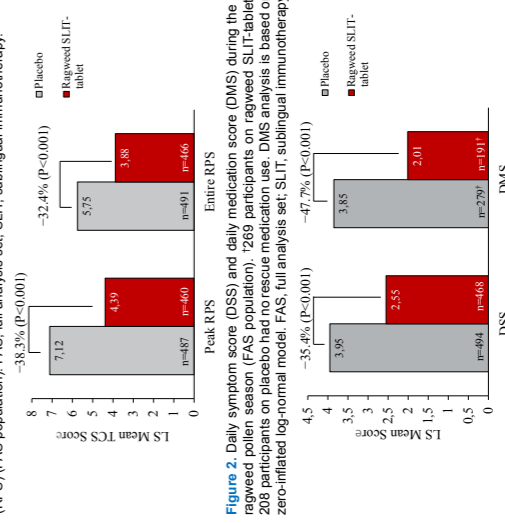 (RPS) (FAS population). FAS, full analysis set; SLIT, sublingual immunotherapy.
LS Mean TCS Score
8
7
6
5
4
3
2
1
0
−38.3% (P<0.001)
7,12
4,39
n=487
n=460
Peak RPS
−32.4% (P<0.001)
5,75
3,88
n=491
n=466
Entire RPS
Placebo
Ragweed SLIT-
tablet
Figure 2. Daily symptom score (DSS) and daily medication score (DMS) during the
ragweed pollen season (FAS population). †269 participants on ragweed SLIT-tablet
208 participants on placebo had no rescue medication use. DMS analysis is based o
zero-inflated log-normal model. FAS, full analysis set; SLIT, sublingual immunotherapy
LS Mean Score
4,5
4
3,5
3
2,5
2
1,5
1
0,5
0
−35.4% (P<0.001)
3,95
2,55
n=494
n=468
DSS
−47.7% (P<0.001)
3,85
2,01
n=279†
n=191†
DMS
Placebo
Ragweed SLIT-
tablet